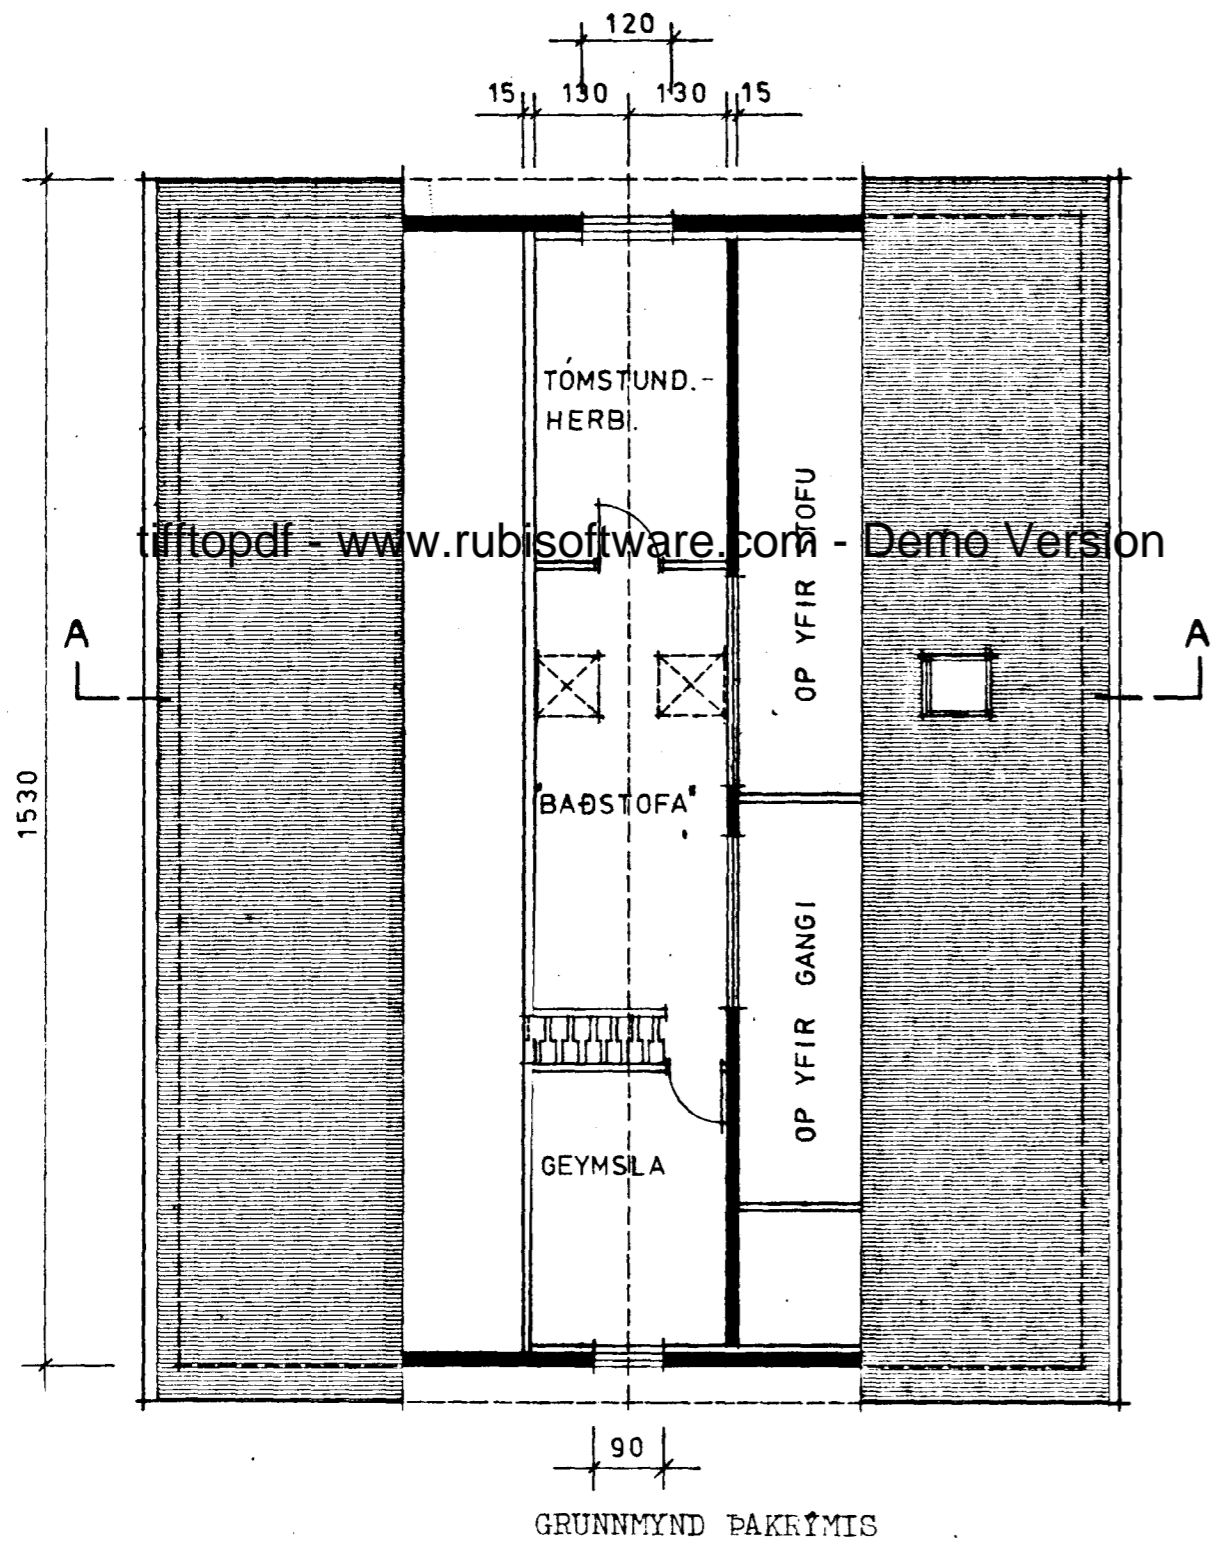 120
15 130 130 15
TÓMSTUND.-
HERB.
OP YFIR STOFU
tifftopdf - www.rubisoftware.com - Demo Version
A
A
1530
"BAÐSTOFA"
OP YFIR GANGI
GEYMSLA
90
GRUNNMYND ÞAKRÝMIS